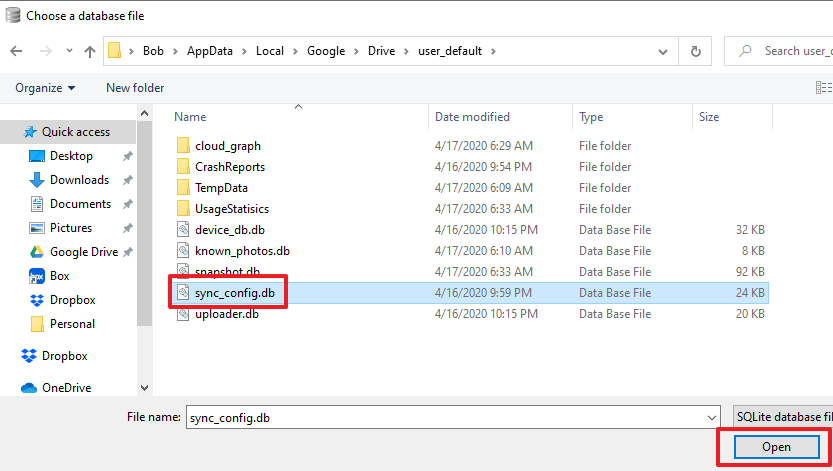 Choose a database file
Bob > AppData > Local > Google > Drive > user_default >
Search user_
Organize
New folder
Name Date modified Type Size
Quick access
Desktop
Downloads
Documents
Pictures
Google Drive
Box
Dropbox
Personal
Dropbox
OneDrive
cloud_graph 4/17/2020 6:29 AM File folder
CrashReports 4/16/2020 9:54 PM File folder
TempData 4/17/2020 6:09 AM File folder
UsageStatisics 4/17/2020 6:33 AM File folder
device_db.db 4/16/2020 10:15 PM Data Base File 32 KB
known_photos.db 4/17/2020 6:10 AM Data Base File 8 KB
snapshot.db 4/17/2020 6:33 AM Data Base File 92 KB
sync_config.db 4/16/2020 9:59 PM Data Base File 24 KB
uploader.db 4/16/2020 10:15 PM Data Base File 20 KB
File name: sync_config.db
SQLite database fil
Open